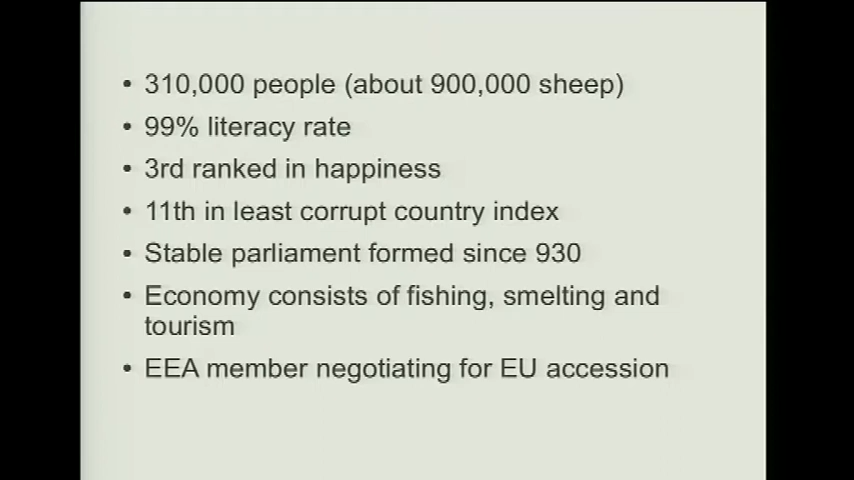 • 310,000 people (about 900,000 sheep)
• 99% literacy rate
• 3rd ranked in happiness
• 11th in least corrupt country index
• Stable parliament formed since 930
• Economy consists of fishing, smelting and
tourism
• EEA member negotiating for EU accession